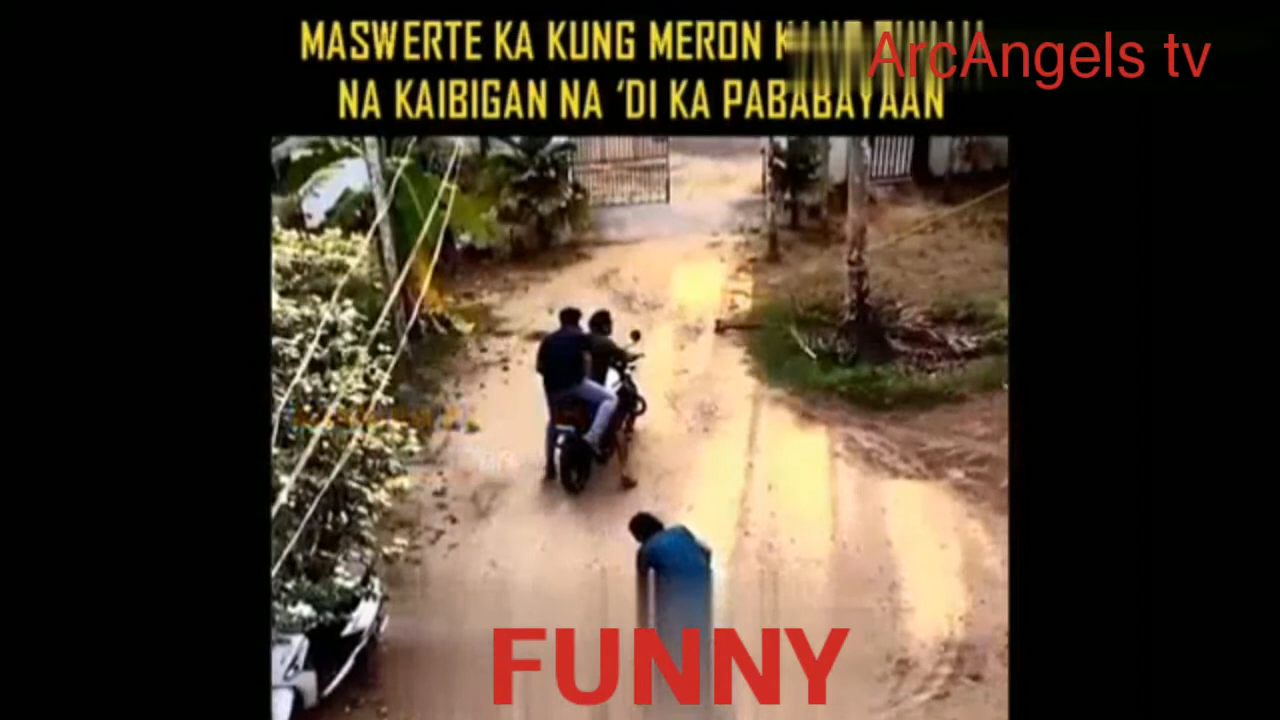 MASWERTE KA KUNG MERON
ArcAngels tv
NA KAIBIGAN NA ‘DI KA PABABAYAAN
FUNNY